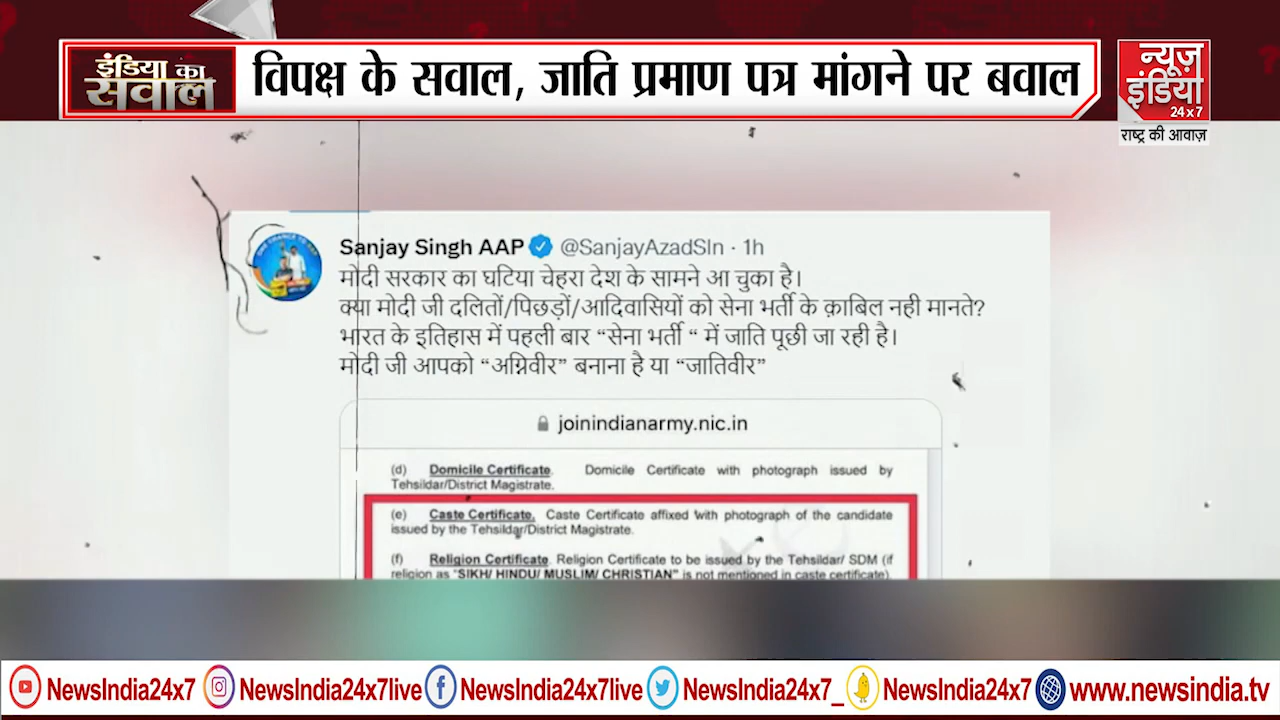 इंडिया का
सवाल
विपक्ष के सवाल, जाति प्रमाण पत्र मांगने पर बवाल
न्यूज़
इंडिया
24x7
राष्ट्र की आवाज़
Sanjay Singh AAP @SanjayAzadSln · 1h
मोदी सरकार का घटिया चेहरा देश के सामने आ चुका है।
क्या मोदी जी दलितों/पिछड़ों/आदिवासियों को सेना भर्ती के क़ाबिल नही मानते?
भारत के इतिहास में पहली बार “सेना भर्ती “ में जाति पूछी जा रही है।
मोदी जी आपको “अग्निवीर” बनाना है या “जातिवीर”
joinindianarmy.nic.in
(d) Domicile Certificate. Domicile Certificate with photograph issued by
Tehsildar/District Magistrate.
(e) Caste Certificate. Caste Certificate affixed with photograph of the candidate
issued by the Tehsildar/District Magistrate.
(f) Religion Certificate. Religion Certificate to be issued by the Tehsildar/ SDM (if
religion as "SIKH/ HINDU/ MUSLIM/ CHRISTIAN" is not mentioned in caste certificate).
NewsIndia24x7 NewsIndia24x7live NewsIndia24x7live NewsIndia24x7_ NewsIndia24x7 www.newsindia.tv